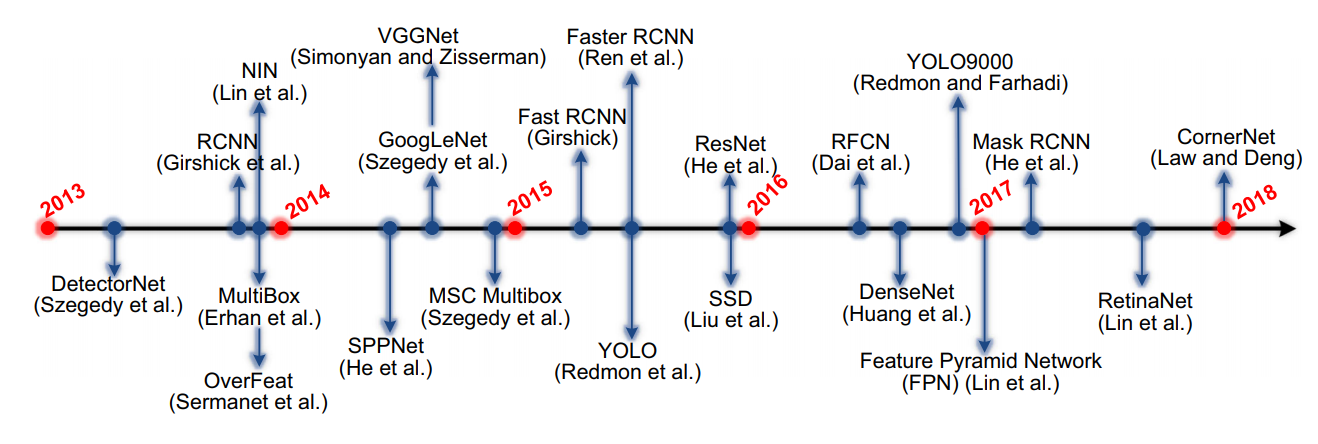 VGGNet
(Simonyan and Zisserman)
Faster RCNN
(Ren et al.)
YOLO9000
(Redmon and Farhadi)
NIN
(Lin et al.)
Fast RCNN
(Girshick)
RCNN
(Girshick et al.)
GoogLeNet
(Szegedy et al.)
ResNet
(He et al.)
RFCN
(Dai et al.)
Mask RCNN
(He et al.)
CornerNet
(Law and Deng)
2013
2014
2015
2016
2017
2018
DetectorNet
(Szegedy et al.)
MultiBox
(Erhan et al.)
MSC Multibox
(Szegedy et al.)
SSD
(Liu et al.)
DenseNet
(Huang et al.)
RetinaNet
(Lin et al.)
SPPNet
(He et al.)
YOLO
(Redmon et al.)
Feature Pyramid Network
(FPN) (Lin et al.)
OverFeat
(Sermanet et al.)